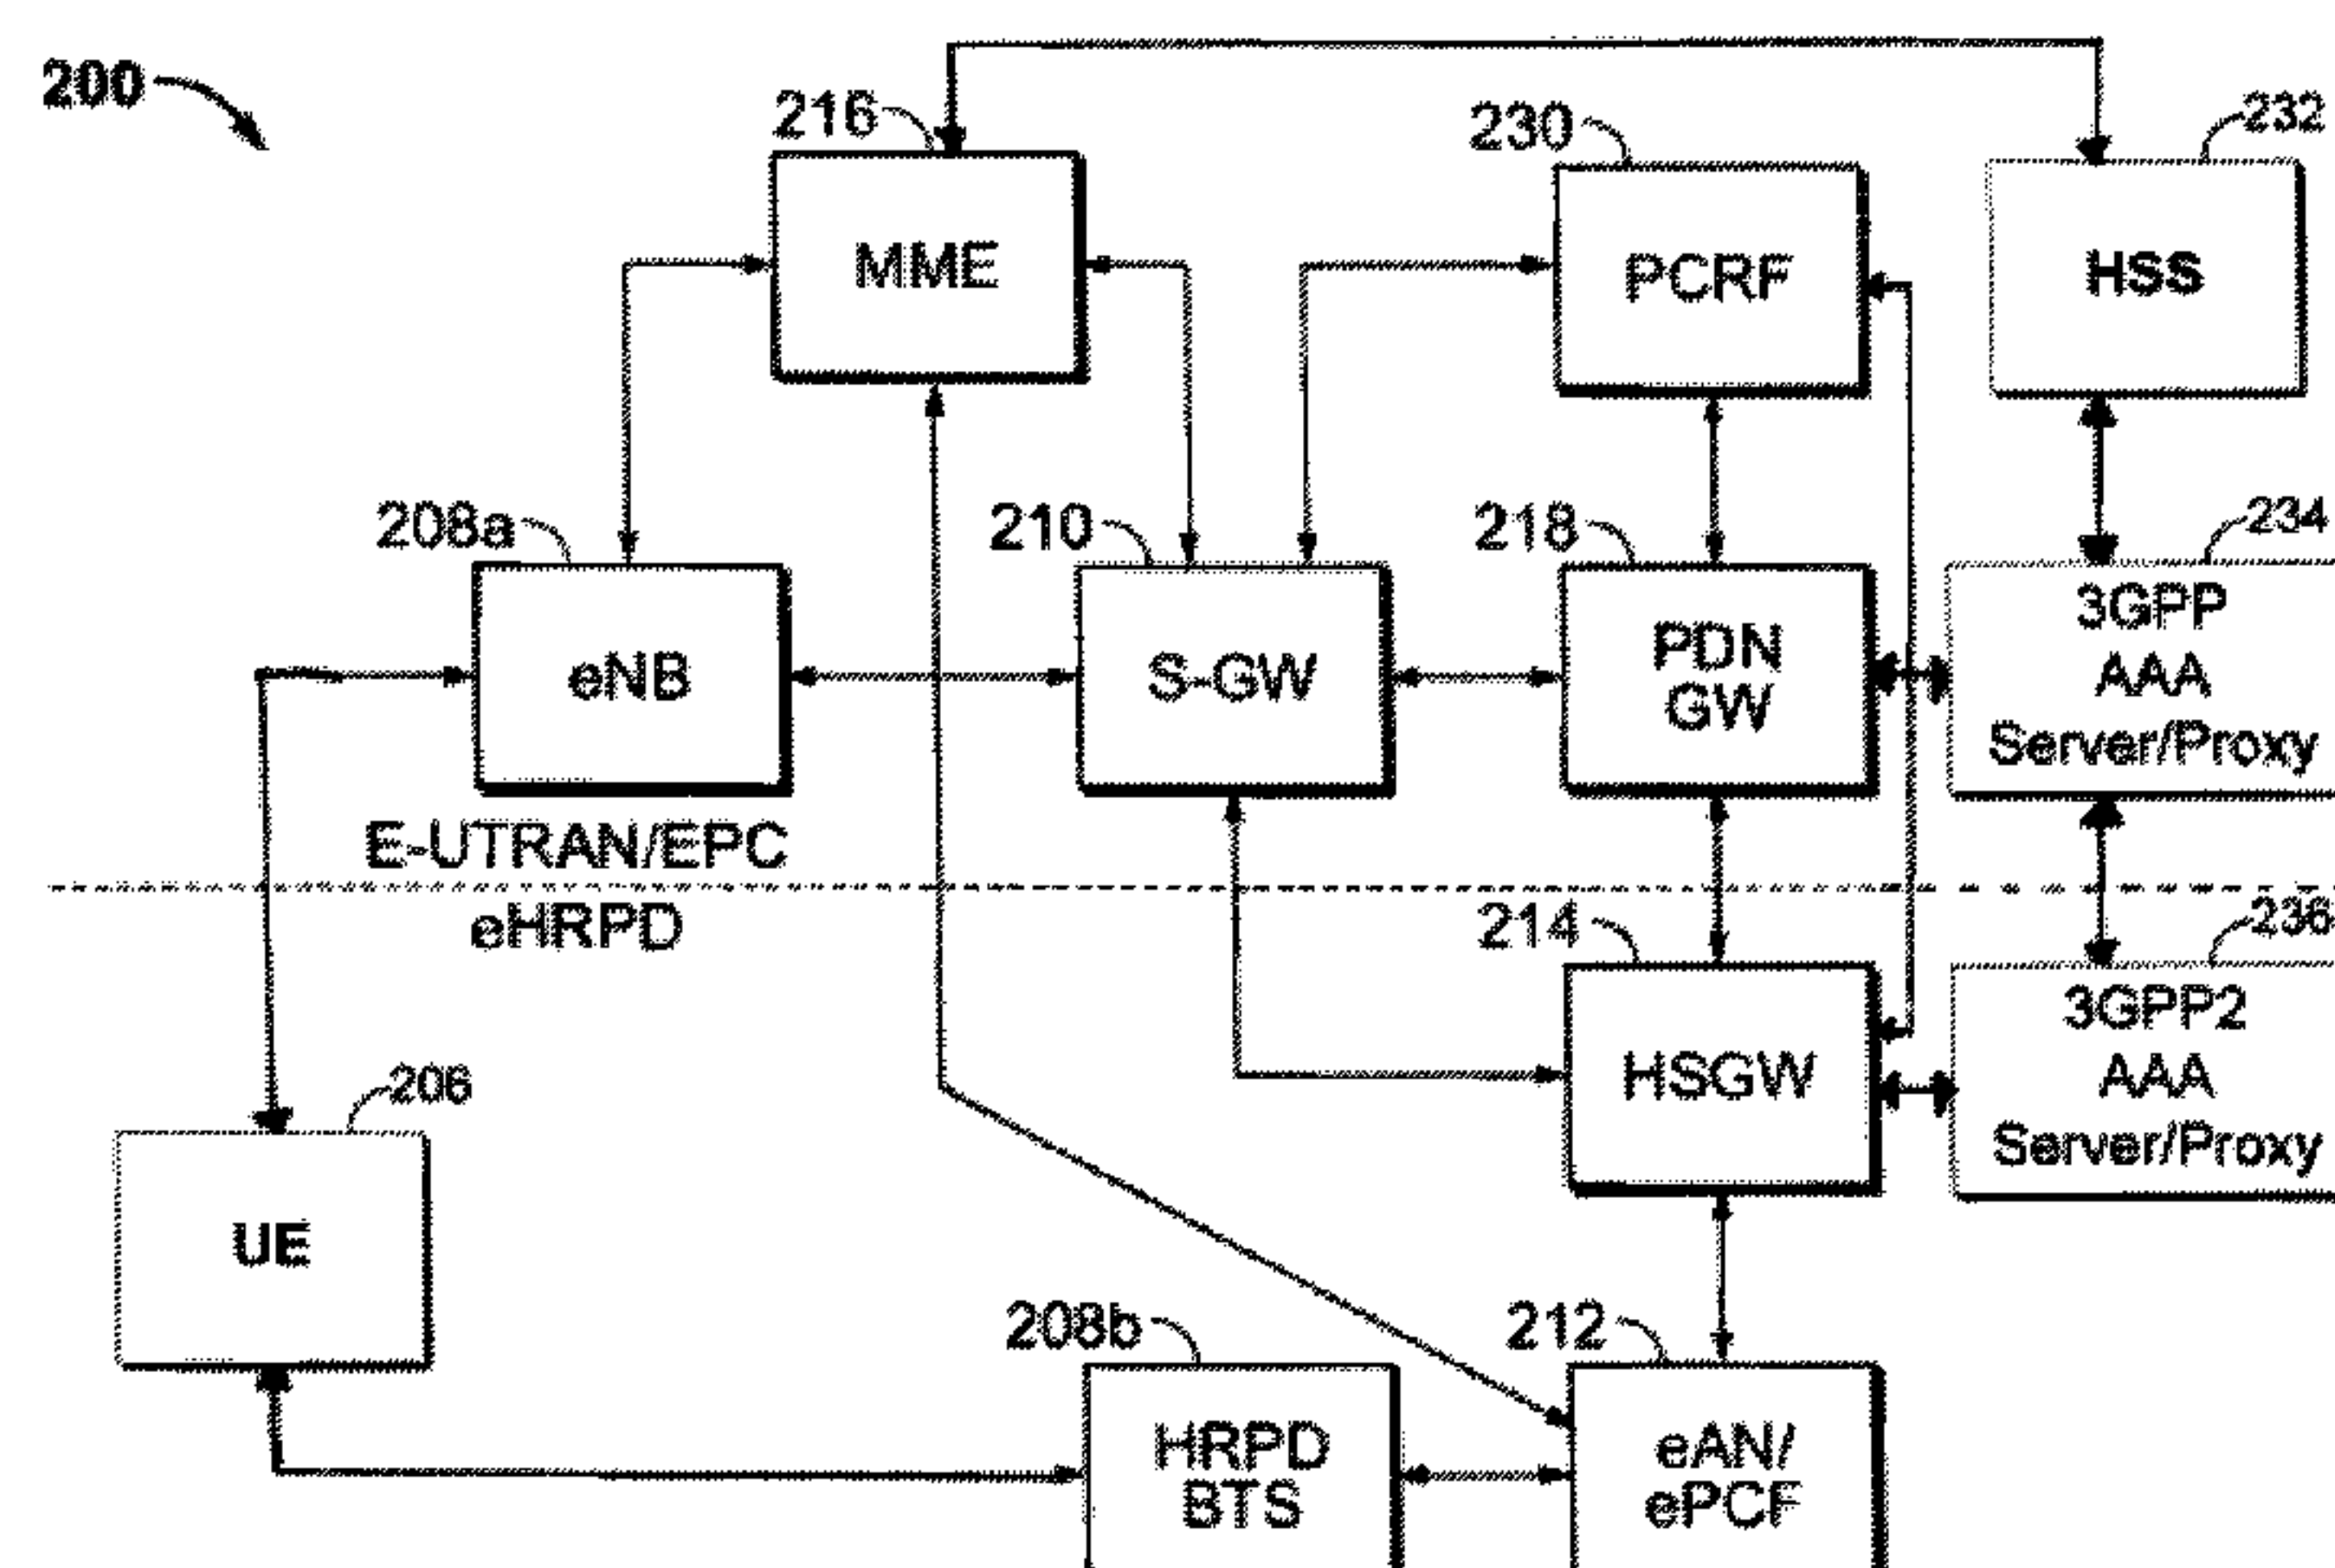 200
216
230
232
MME
PCRF
HSS
208a
210
218
234
eNB
S-GW
PDN
GW
3GPP
AAA
Server/Proxy
E-UTRAN/EPC
eHRPD
214
236
206
HSGW
3GPP2
AAA
Server/Proxy
UE
208b
212
HRPD
BTS
eAN/
ePCF